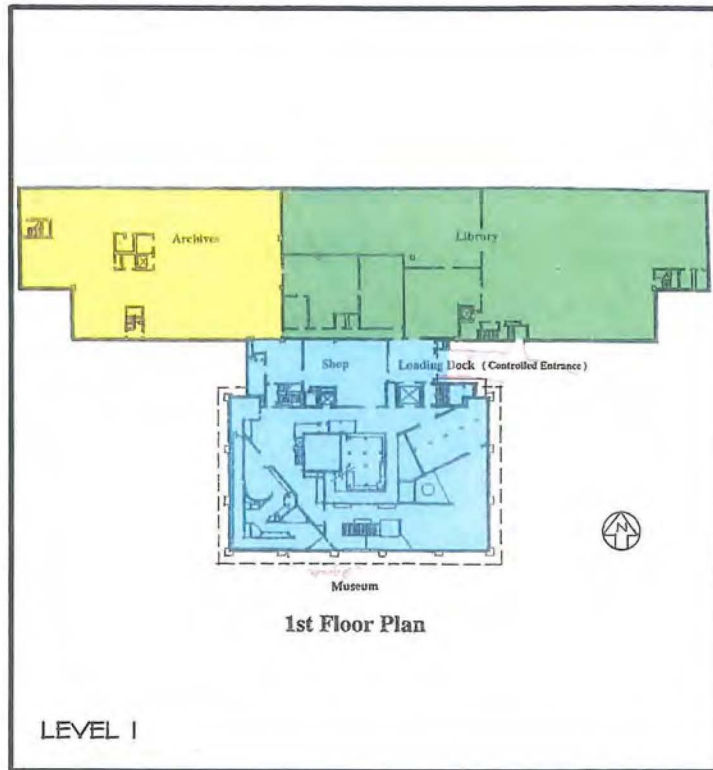 Archives
Library
Shop
Loading Dock ( Controlled Entrance )
N
Museum
1st Floor Plan
LEVEL 1